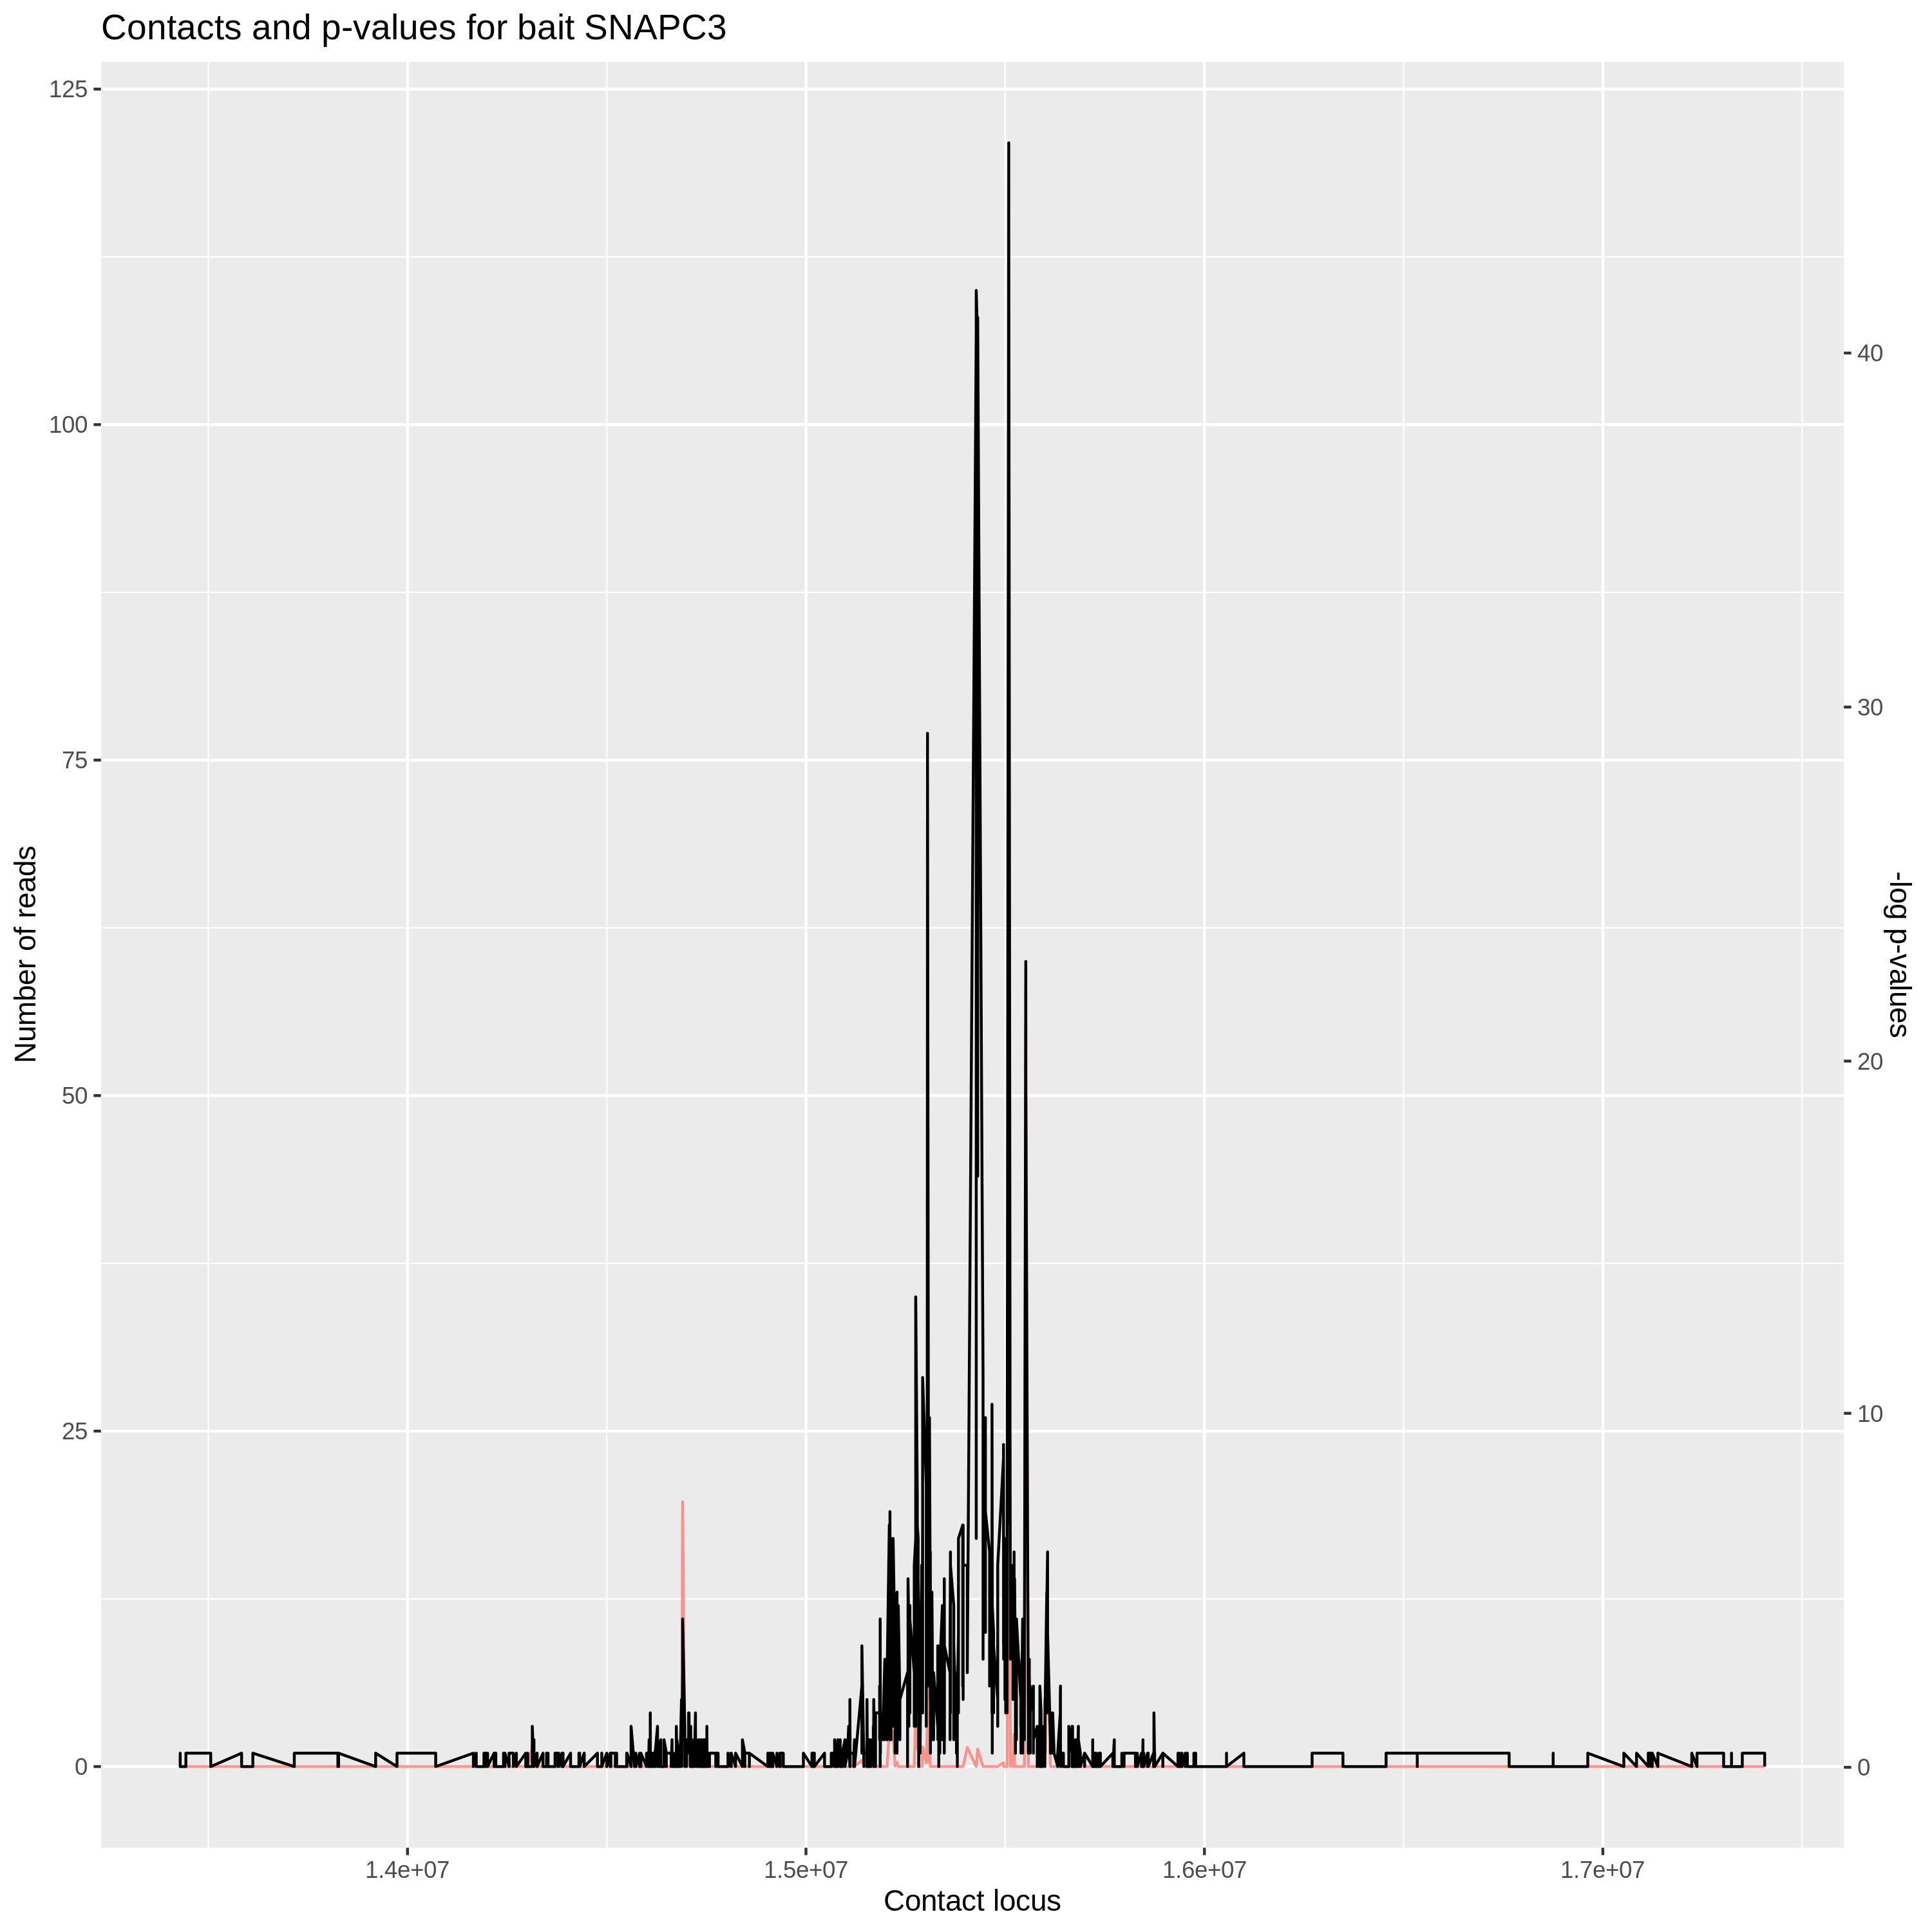 Contacts and p-values for bait SNAPC3
125
100
75
50
25
0
Number of reads
40
30
20
10
0
-log p-values
1.4e+07
1.5e+07
1.6e+07
1.7e+07
Contact locus